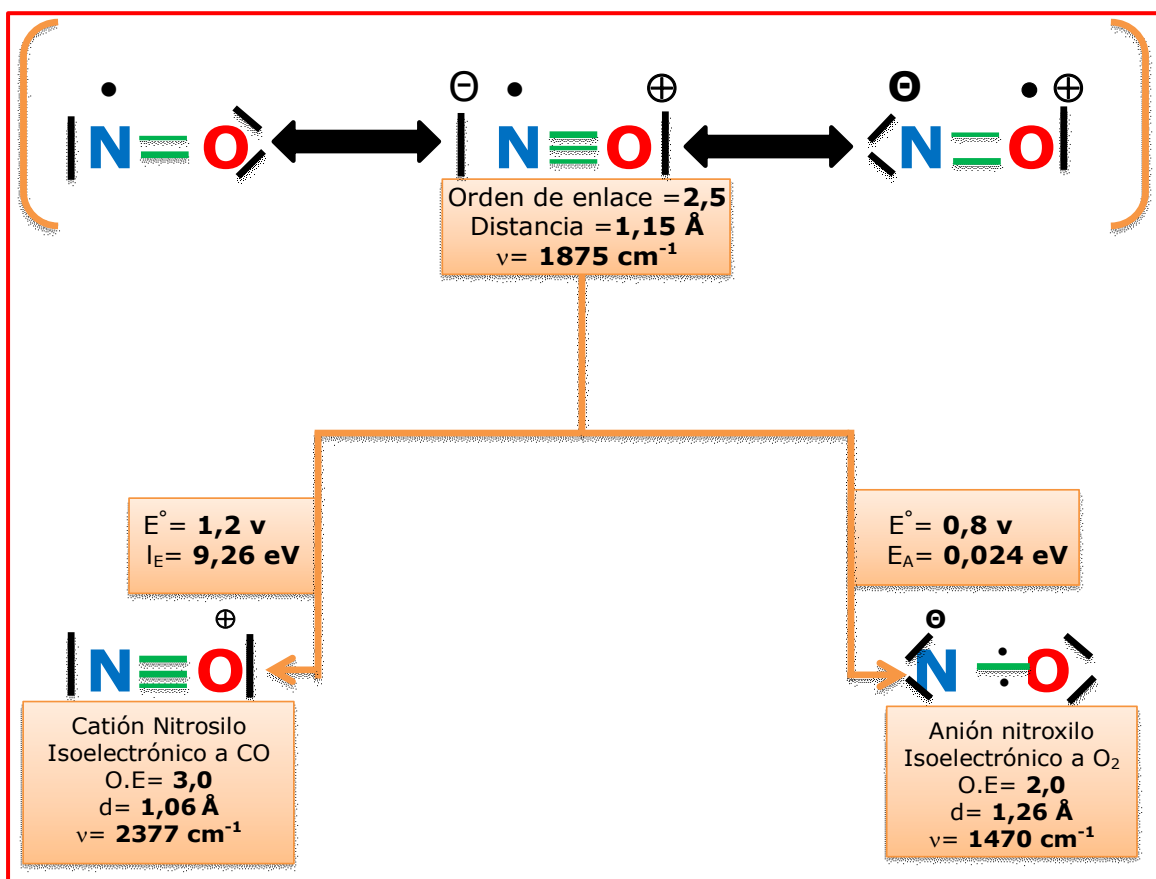 N = O
⊖ ⊕
N ≡ O
⊖ ⊕
N = O
Orden de enlace =2,5
Distancia =1,15 Å
ν= 1875 cm-1
E°= 1,2 v
IE= 9,26 eV
E°= 0,8 v
EA= 0,024 eV
⊕
N ≡ O
Catión Nitrosilo
Isoelectrónico a CO
O.E= 3,0
d= 1,06 Å
ν= 2377 cm-1
⊖
N ÷ O
Anión nitroxilo
Isoelectrónico a O2
O.E= 2,0
d= 1,26 Å
ν= 1470 cm-1